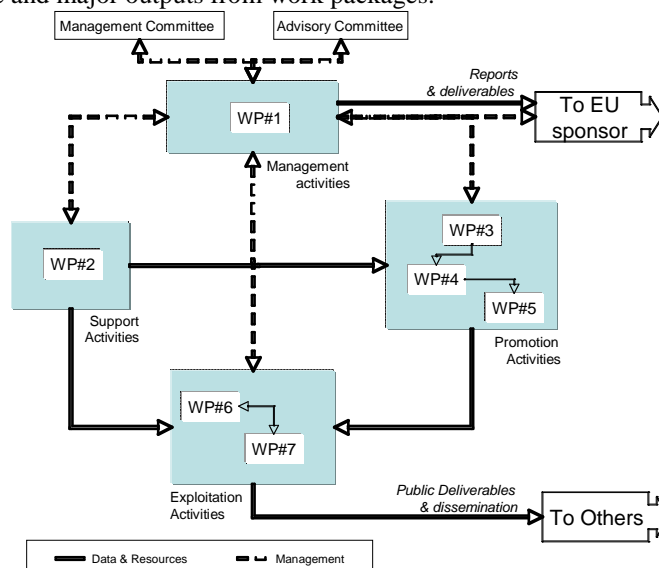 and major outputs from work packages.
Management Committee
Advisory Committee
Reports
& deliverables
To EU
sponsor
WP#1
Management
activities
WP#2
Support
Activities
WP#3
WP#4
WP#5
Promotion
Activities
WP#6
WP#7
Exploitation
Activities
Public Deliverables
& dissemination
To Others
Data & Resources
Management